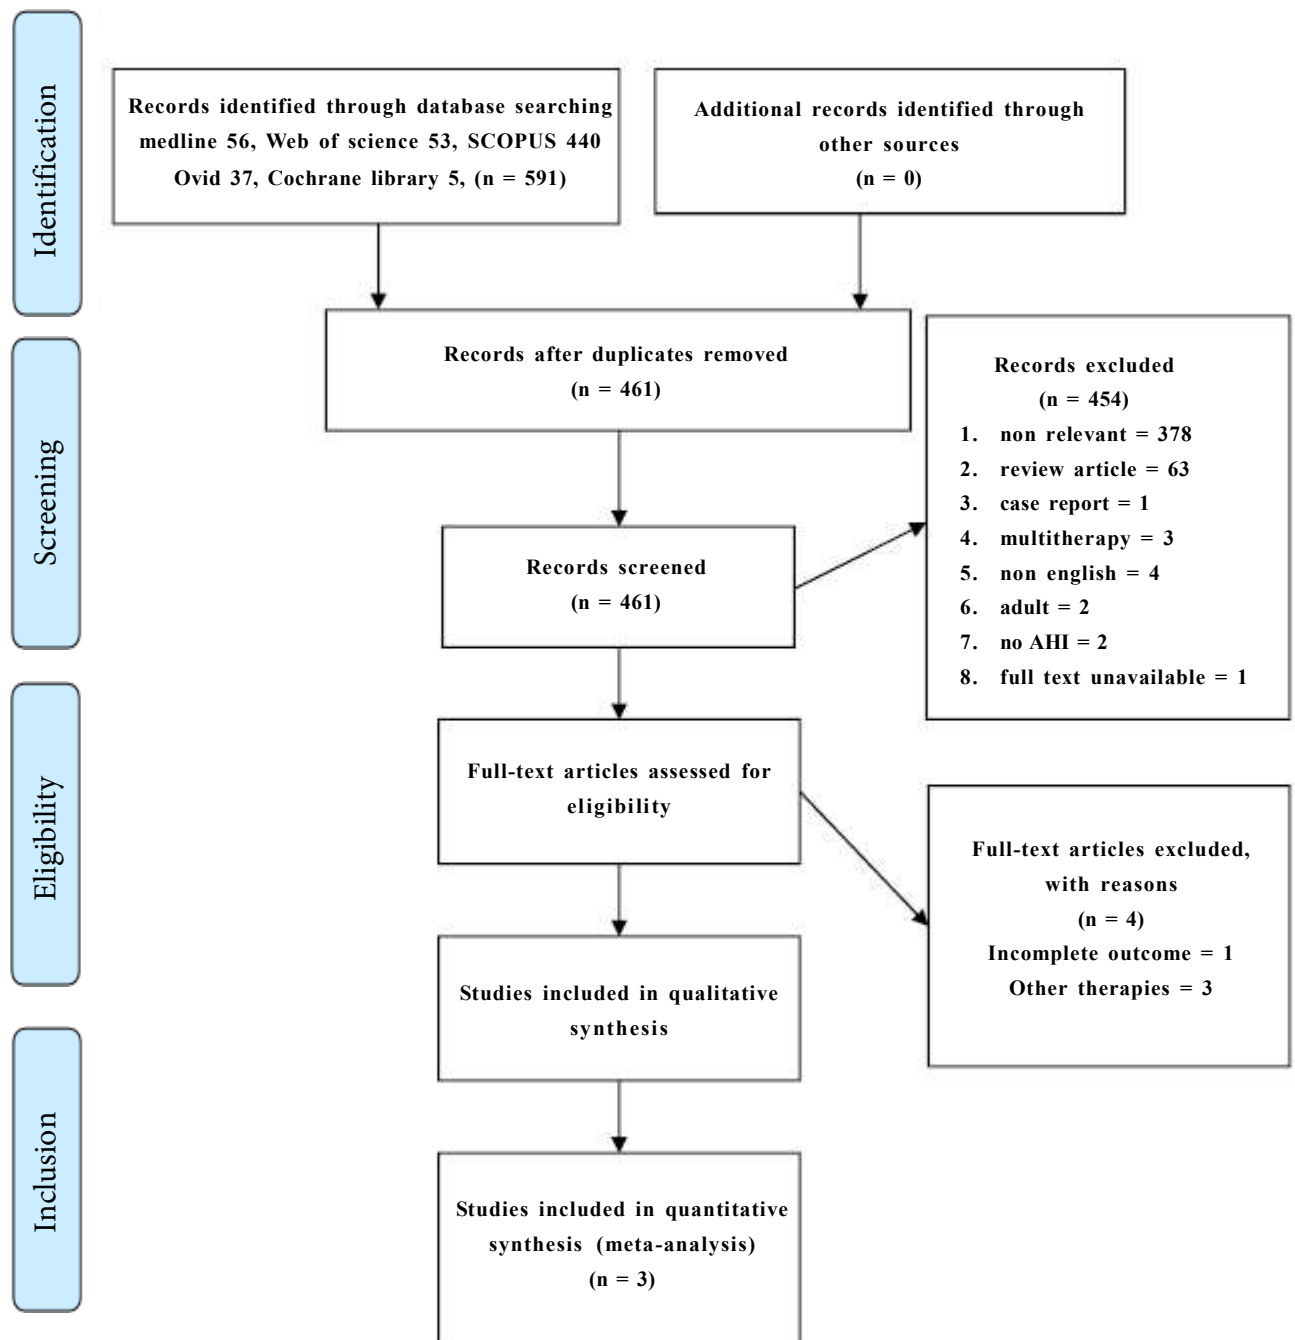 Identification
Records identified through database searching
medline 56, Web of science 53, SCOPUS 440
Ovid 37, Cochrane library 5, (n = 591)
Additional records identified through
other sources
(n = 0)
Screening
Records after duplicates removed
(n = 461)
Records screened
(n = 461)
Records excluded
(n = 454)
1. non relevant = 378
2. review article = 63
3. case report = 1
4. multitherapy = 3
5. non english = 4
6. adult = 2
7. no AHI = 2
8. full text unavailable = 1
Eligibility
Full-text articles assessed for
eligibility
Full-text articles excluded,
with reasons
(n = 4)
Incomplete outcome = 1
Other therapies = 3
Studies included in qualitative
synthesis
Inclusion
Studies included in quantitative
synthesis (meta-analysis)
(n = 3)